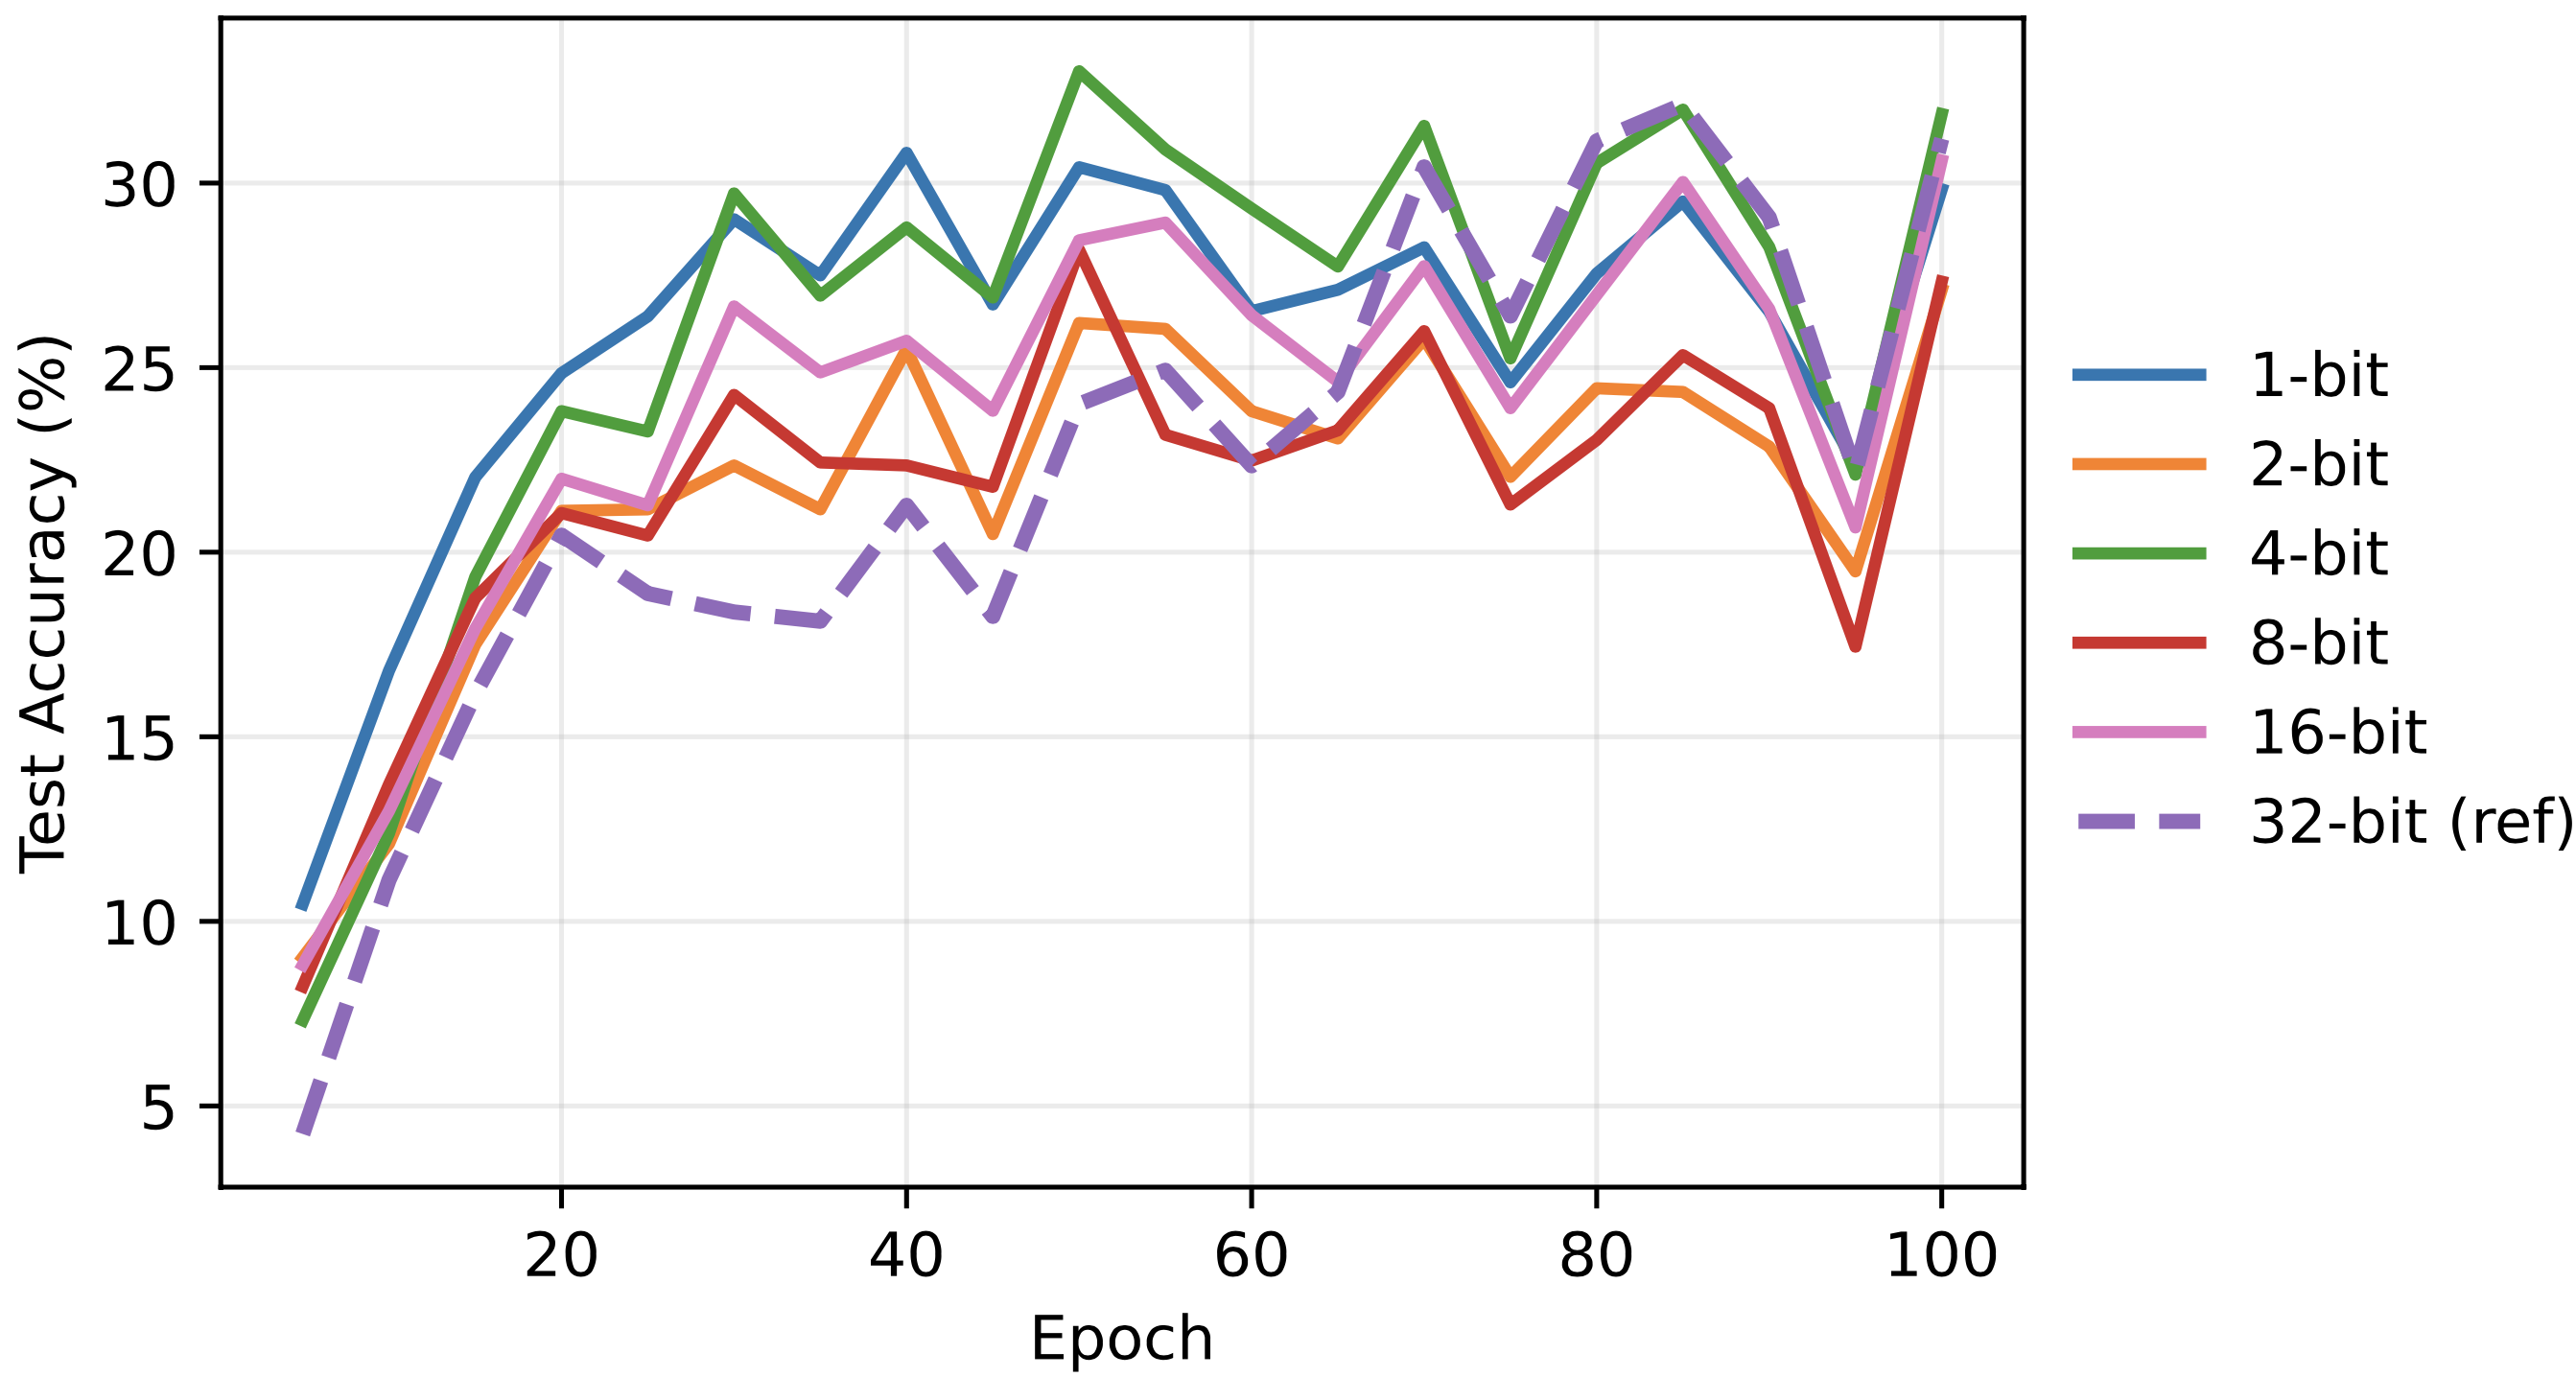 Test Accuracy (%)
30
25
20
15
10
5
20 40 60 80 100
Epoch
1-bit
2-bit
4-bit
8-bit
16-bit
32-bit (ref)